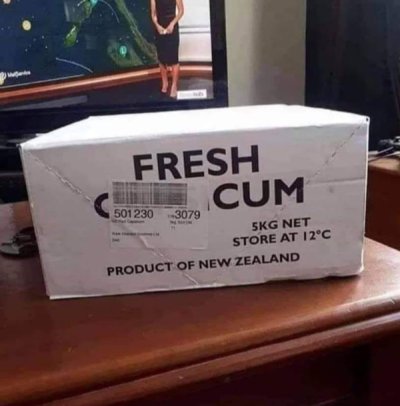 FRESH
C CUM
501230 3079
5KG NET
STORE AT 12°C
PRODUCT OF NEW ZEALAND